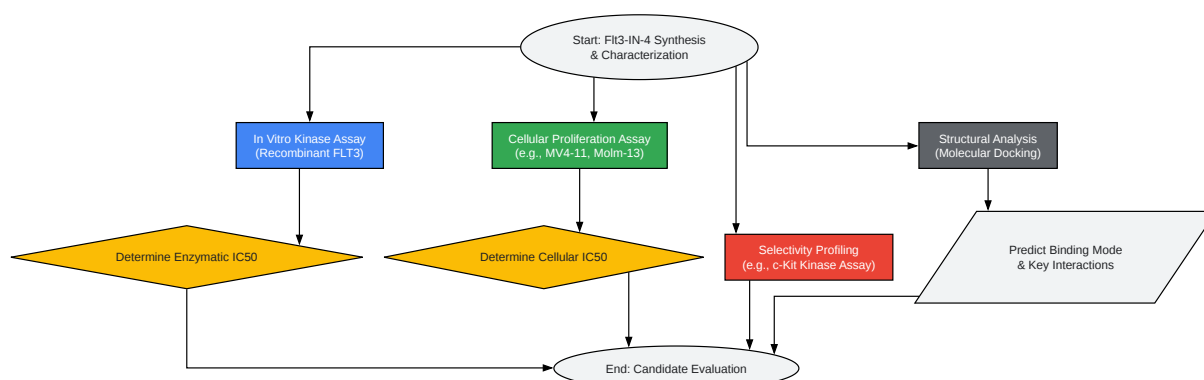 Start: Flt3-IN-4 Synthesis
& Characterization
In Vitro Kinase Assay
(Recombinant FLT3)
Cellular Proliferation Assay
(e.g., MV4-11, Molm-13)
Structural Analysis
(Molecular Docking)
Determine Enzymatic IC50
Determine Cellular IC50
Selectivity Profiling
(e.g., c-Kit Kinase Assay)
Predict Binding Mode
& Key Interactions
End: Candidate Evaluation